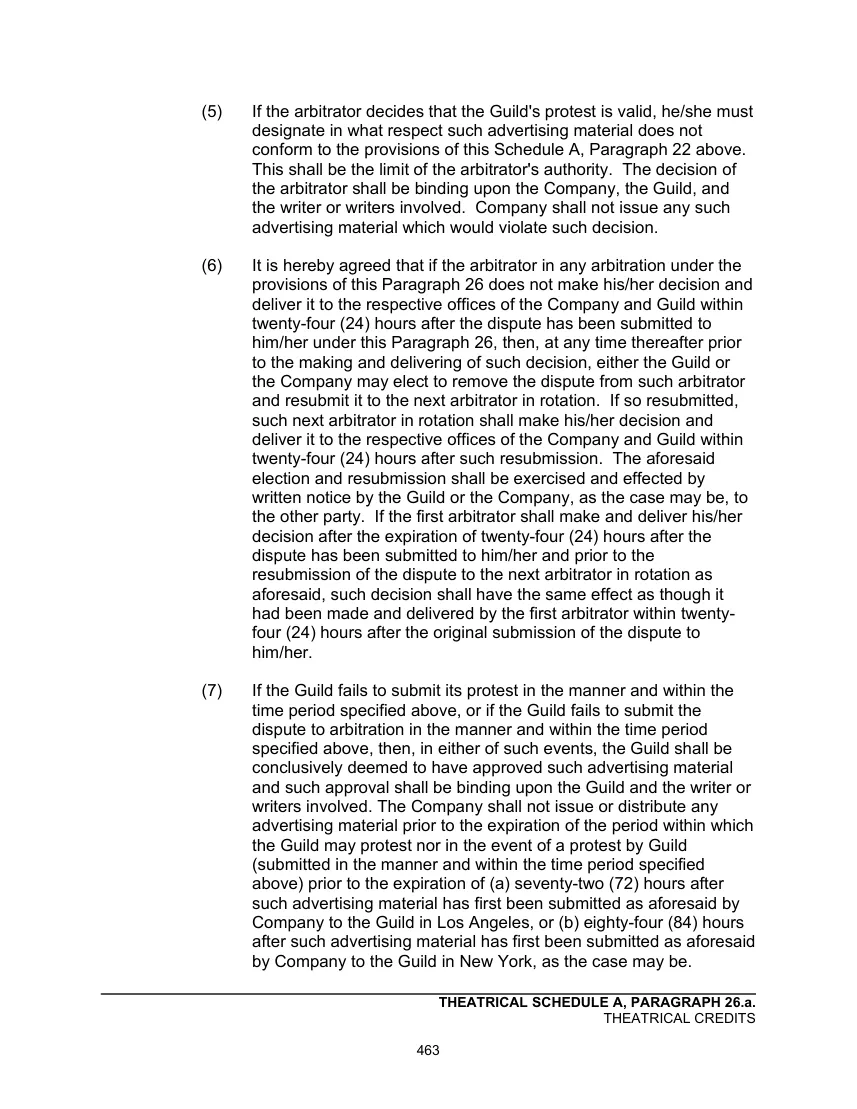 (5) If the arbitrator decides that the Guild's protest is valid, he/she must
designate in what respect such advertising material does not
conform to the provisions of this Schedule A, Paragraph 22 above.
This shall be the limit of the arbitrator's authority.  The decision of
the arbitrator shall be binding upon the Company, the Guild, and
the writer or writers involved.  Company shall not issue any such
advertising material which would violate such decision.
(6) It is hereby agreed that if the arbitrator in any arbitration under the
provisions of this Paragraph 26 does not make his/her decision and
deliver it to the respective offices of the Company and Guild within
twenty-four (24) hours after the dispute has been submitted to
him/her under this Paragraph 26, then, at any time thereafter prior
to the making and delivering of such decision, either the Guild or
the Company may elect to remove the dispute from such arbitrator
and resubmit it to the next arbitrator in rotation.  If so resubmitted,
such next arbitrator in rotation shall make his/her decision and
deliver it to the respective offices of the Company and Guild within
twenty-four (24) hours after such resubmission.  The aforesaid
election and resubmission shall be exercised and effected by
written notice by the Guild or the Company, as the case may be, to
the other party.  If the first arbitrator shall make and deliver his/her
decision after the expiration of twenty-four (24) hours after the
dispute has been submitted to him/her and prior to the
resubmission of the dispute to the next arbitrator in rotation as
aforesaid, such decision shall have the same effect as though it
had been made and delivered by the first arbitrator within twenty-
four (24) hours after the original submission of the dispute to
him/her.
(7) If the Guild fails to submit its protest in the manner and within the
time period specified above, or if the Guild fails to submit the
dispute to arbitration in the manner and within the time period
specified above, then, in either of such events, the Guild shall be
conclusively deemed to have approved such advertising material
and such approval shall be binding upon the Guild and the writer or
writers involved. The Company shall not issue or distribute any
advertising material prior to the expiration of the period within which
the Guild may protest nor in the event of a protest by Guild
(submitted in the manner and within the time period specified
above) prior to the expiration of (a) seventy-two (72) hours after
such advertising material has first been submitted as aforesaid by
Company to the Guild in Los Angeles, or (b) eighty-four (84) hours
after such advertising material has first been submitted as aforesaid
by Company to the Guild in New York, as the case may be.
THEATRICAL SCHEDULE A, PARAGRAPH 26.a.
THEATRICAL CREDITS
463